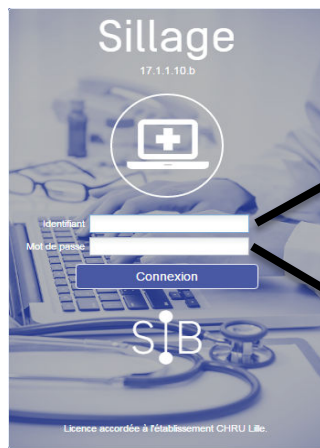 Sillage
17.1.1.10.b
Identifiant
Mot de passe
Connexion
SIB
Licence accordée à l'établissement CHRU Lille.